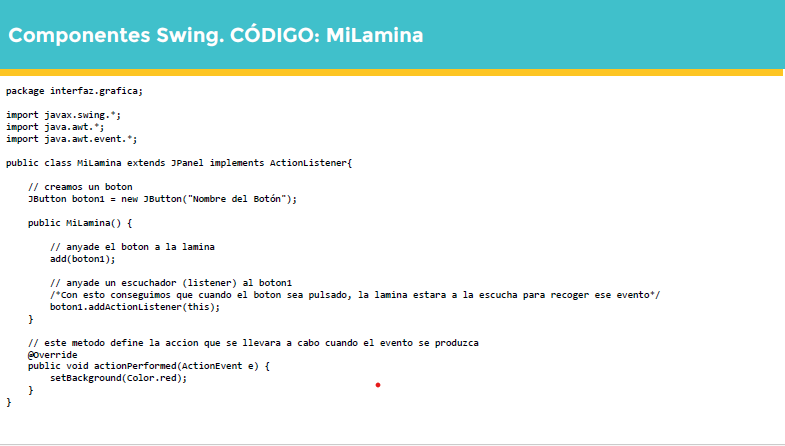 Componentes Swing. CÓDIGO: MiLamina
package interfaz.grafica;
import javax.swing.*;
import java.awt.*;
import java.awt.event.*;
public class MiLamina extends JPanel implements ActionListener{
// creamos un boton
JButton boton1 = new JButton("Nombre del Botón");
public MiLamina() {
// anyade el boton a la lamina
add(boton1);
// anyade un escuchador (listener) al boton1
/*Con esto conseguimos que cuando el boton sea pulsado, la lamina estara a la escucha para recoger ese evento*/
boton1.addActionListener(this);
}
// este metodo define la accion que se llevara a cabo cuando el evento se produzca
@Override
public void actionPerformed(ActionEvent e) {
setBackground(Color.red);
}
}